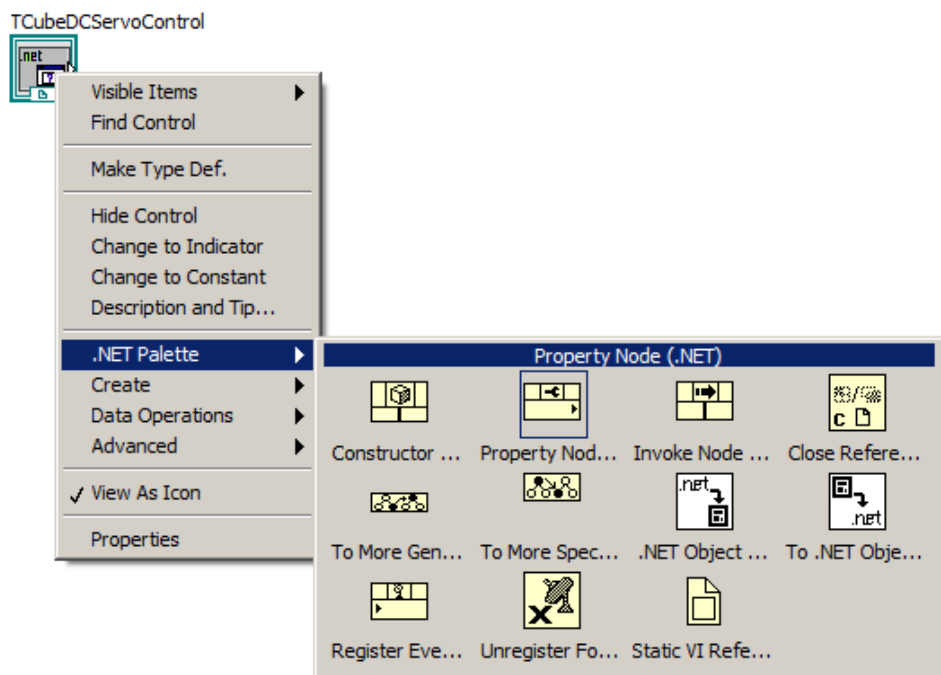 TCubeDCServoControl
.net
Visible Items
Find Control
Make Type Def.
Hide Control
Change to Indicator
Change to Constant
Description and Tip...
.NET Palette
Create
Data Operations
Advanced
View As Icon
Properties
Property Node (.NET)
Constructor ... Property Nod... Invoke Node ... Close Refere...
To More Gen... To More Spec... .NET Object ... To .NET Obje...
Register Eve... Unregister Fo... Static VI Refe...